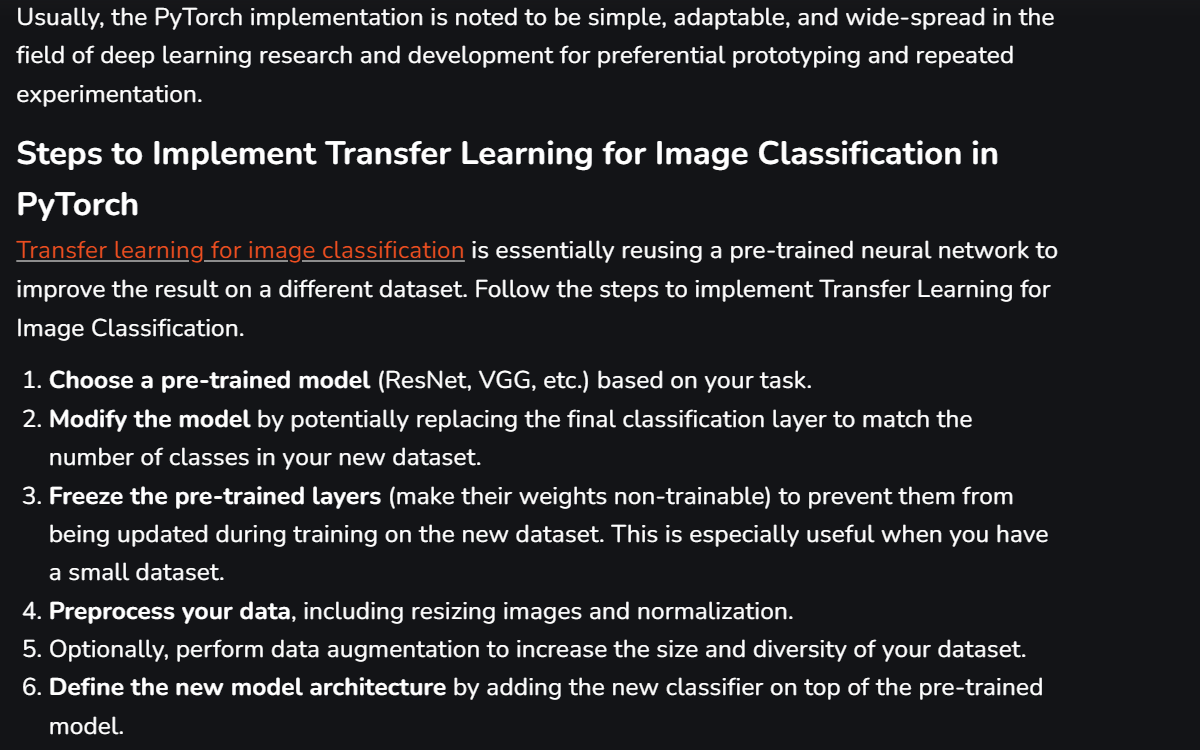 Usually, the PyTorch implementation is noted to be simple, adaptable, and wide-spread in the
field of deep learning research and development for preferential prototyping and repeated
experimentation.
Steps to Implement Transfer Learning for Image Classification in
PyTorch
Transfer learning for image classification is essentially reusing a pre-trained neural network to
improve the result on a different dataset. Follow the steps to implement Transfer Learning for
Image Classification.
1. Choose a pre-trained model (ResNet, VGG, etc.) based on your task.
2. Modify the model by potentially replacing the final classification layer to match the
number of classes in your new dataset.
3. Freeze the pre-trained layers (make their weights non-trainable) to prevent them from
being updated during training on the new dataset. This is especially useful when you have
a small dataset.
4. Preprocess your data, including resizing images and normalization.
5. Optionally, perform data augmentation to increase the size and diversity of your dataset.
6. Define the new model architecture by adding the new classifier on top of the pre-trained
model.